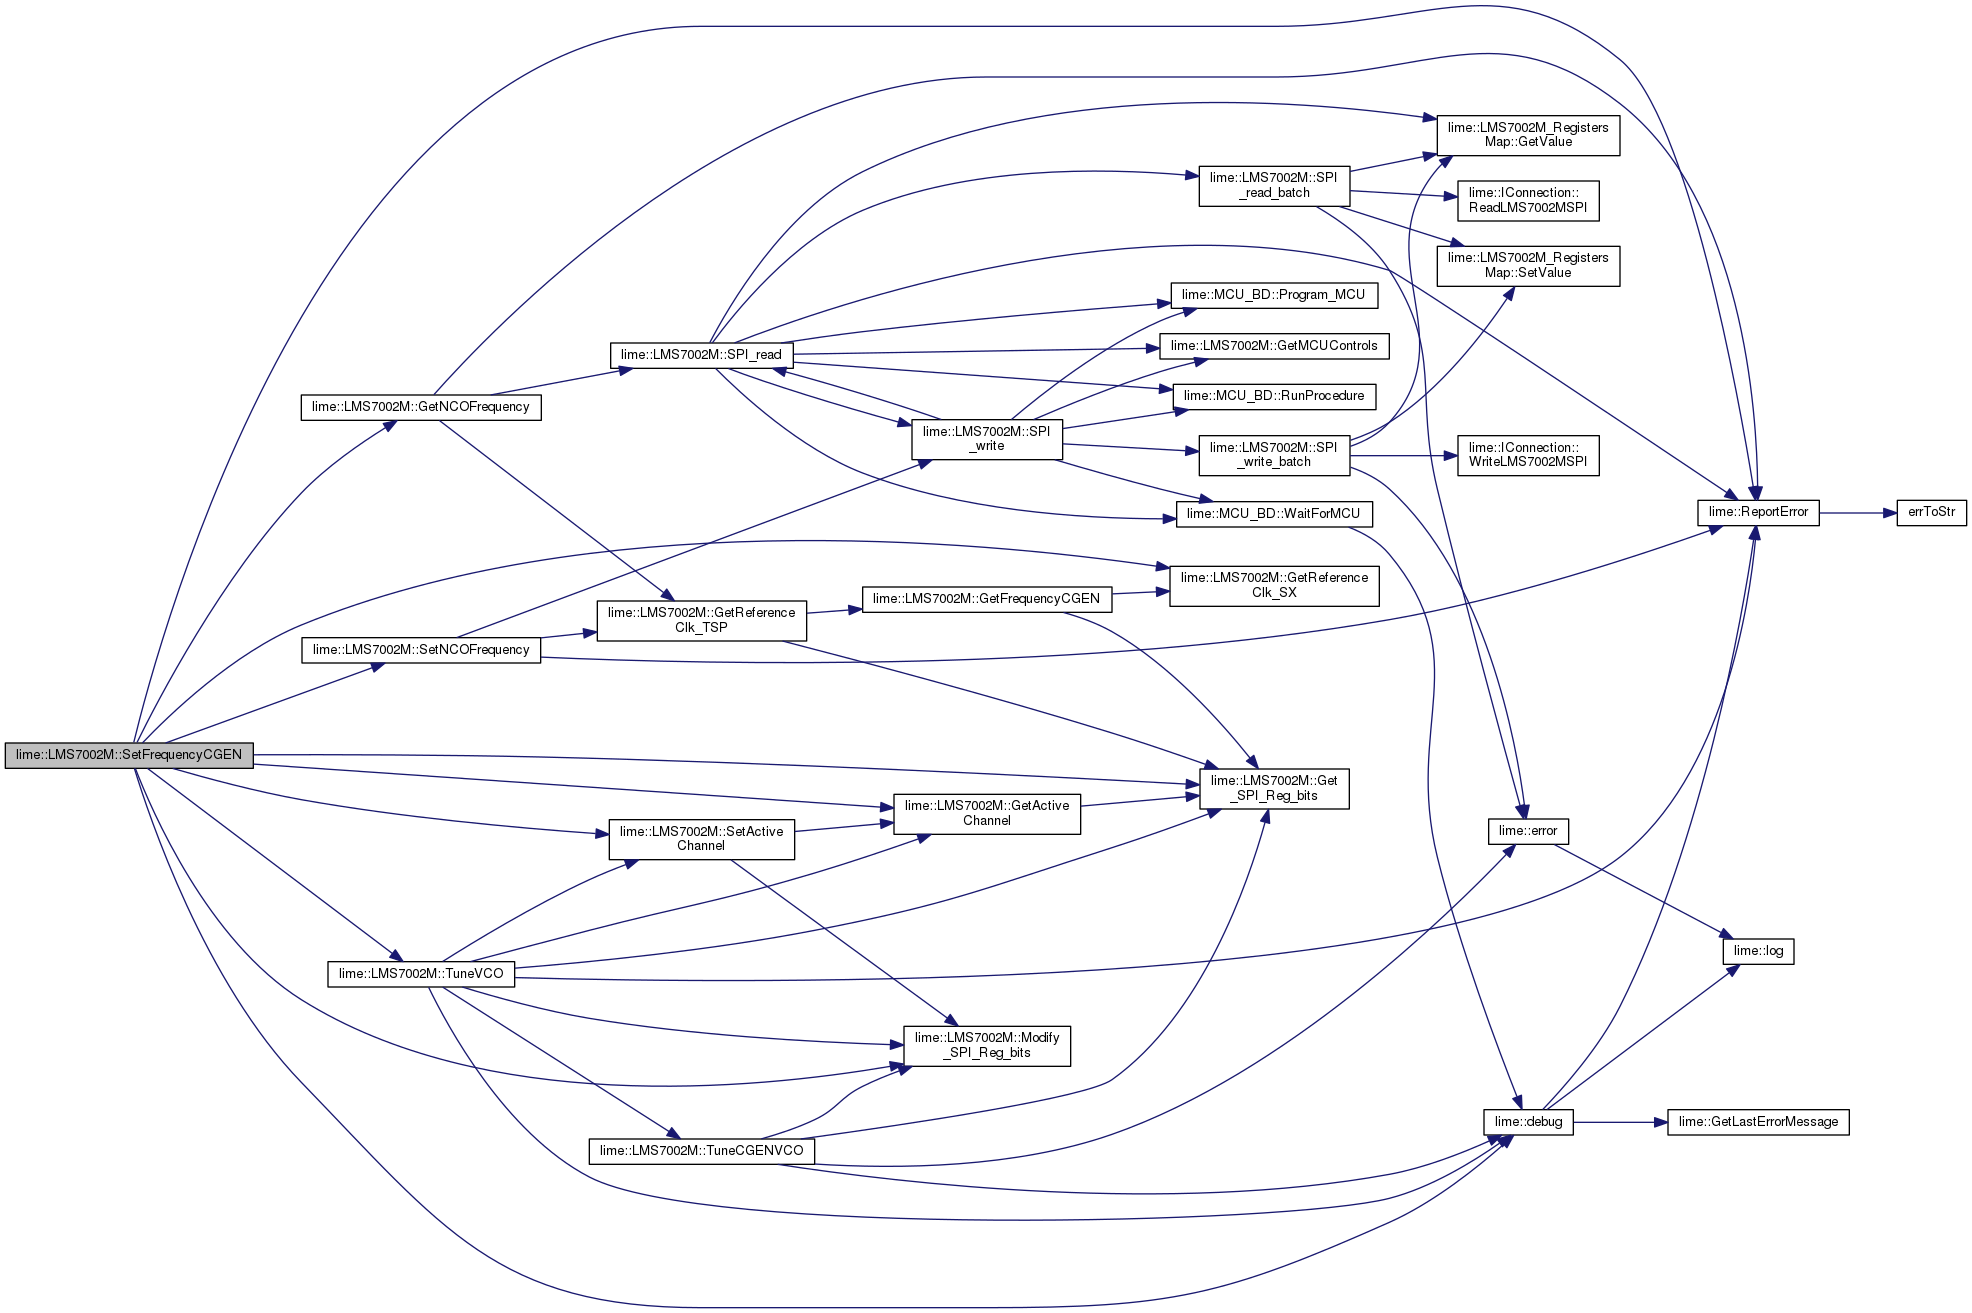 lime::LMS7002M_Registers
Map::GetValue
lime::LMS7002M::SPI
_read_batch
lime::IConnection::
ReadLMS7002MSPI
lime::LMS7002M_Registers
Map::SetValue
lime::MCU_BD::Program_MCU
lime::LMS7002M::SPI_read
lime::LMS7002M::GetMCUControls
lime::MCU_BD::RunProcedure
lime::LMS7002M::GetNCOFrequency
lime::LMS7002M::SPI
_write
lime::LMS7002M::SPI
_write_batch
lime::IConnection::
WriteLMS7002MSPI
lime::MCU_BD::WaitForMCU
lime::ReportError
errToStr
lime::LMS7002M::GetReference
Clk_SX
lime::LMS7002M::GetFrequencyCGEN
lime::LMS7002M::GetReference
Clk_TSP
lime::LMS7002M::SetNCOFrequency
lime::LMS7002M::SetFrequencyCGEN
lime::LMS7002M::Get
_SPI_Reg_bits
lime::LMS7002M::GetActive
Channel
lime::LMS7002M::SetActive
Channel
lime::error
lime::log
lime::LMS7002M::TuneVCO
lime::LMS7002M::Modify
_SPI_Reg_bits
lime::debug
lime::GetLastErrorMessage
lime::LMS7002M::TuneCGENVCO